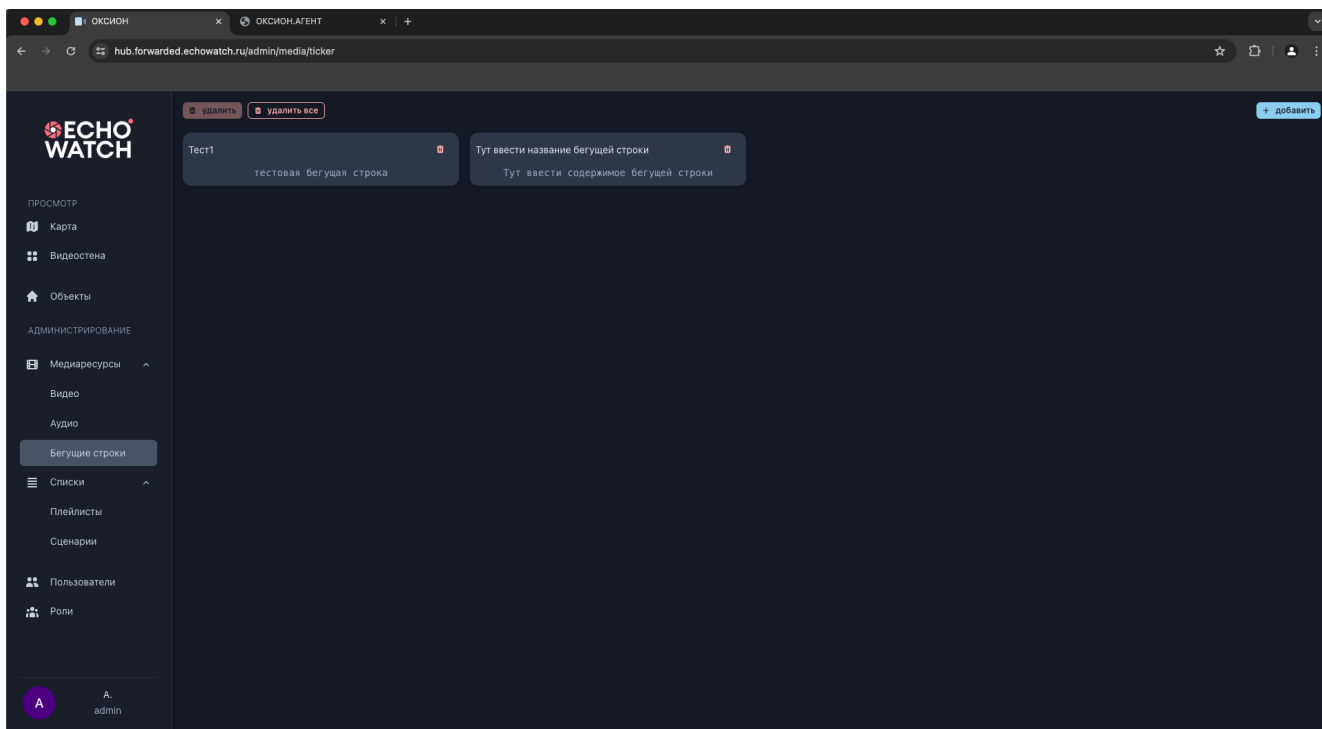 ОКСИОН
ОКСИОН.АГЕНТ
hub.forwarded.echowatch.ru/admin/media/ticker
удалить
удалить все
+ добавить
ECHO
WATCH
Тест1
тестовая бегущая строка
Тут ввести название бегущей строки
Тут ввести содержимое бегущей строки
ПРОСМОТР
Карта
Видеостена
Объекты
АДМИНИСТРИРОВАНИЕ
Медиаресурсы
Видео
Аудио
Бегущие строки
Списки
Плейлисты
Сценарии
Пользователи
Роли
A
A.
admin